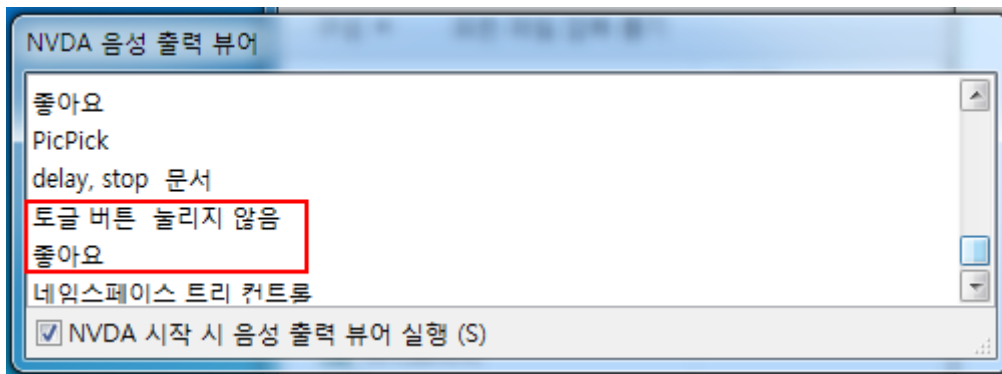 NVDA 음성 출력 뷰어
좋아요
PicPick
delay, stop 문서
토글 버튼 눌리지 않음
좋아요
네임스페이스 트리 컨트롤
NVDA 시작 시 음성 출력 뷰어 실행 (S)